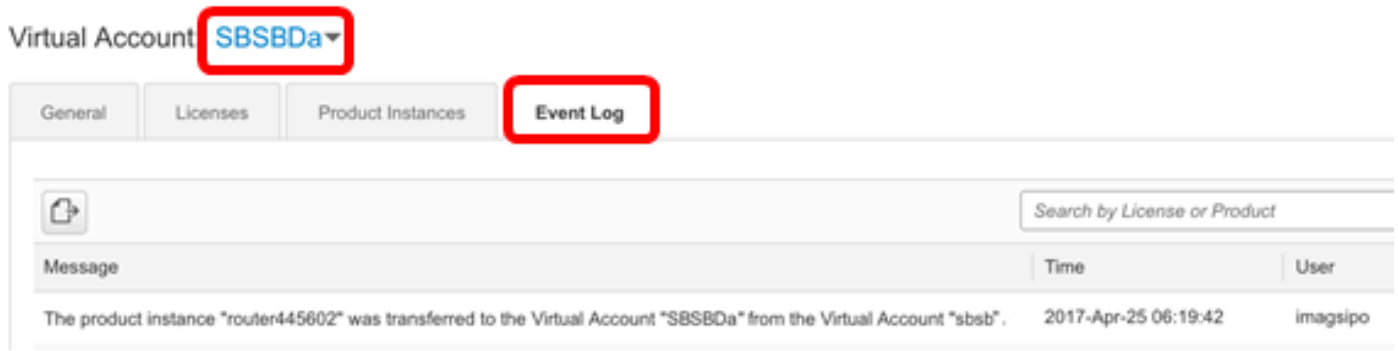 Virtual Account: SBSBDa
General Licenses Product Instances Event Log
Search by License or Product
Message Time User
The product instance "router445602" was transferred to the Virtual Account "SBSBDa" from the Virtual Account "sbsb". 2017-Apr-25 06:19:42 imagsipo